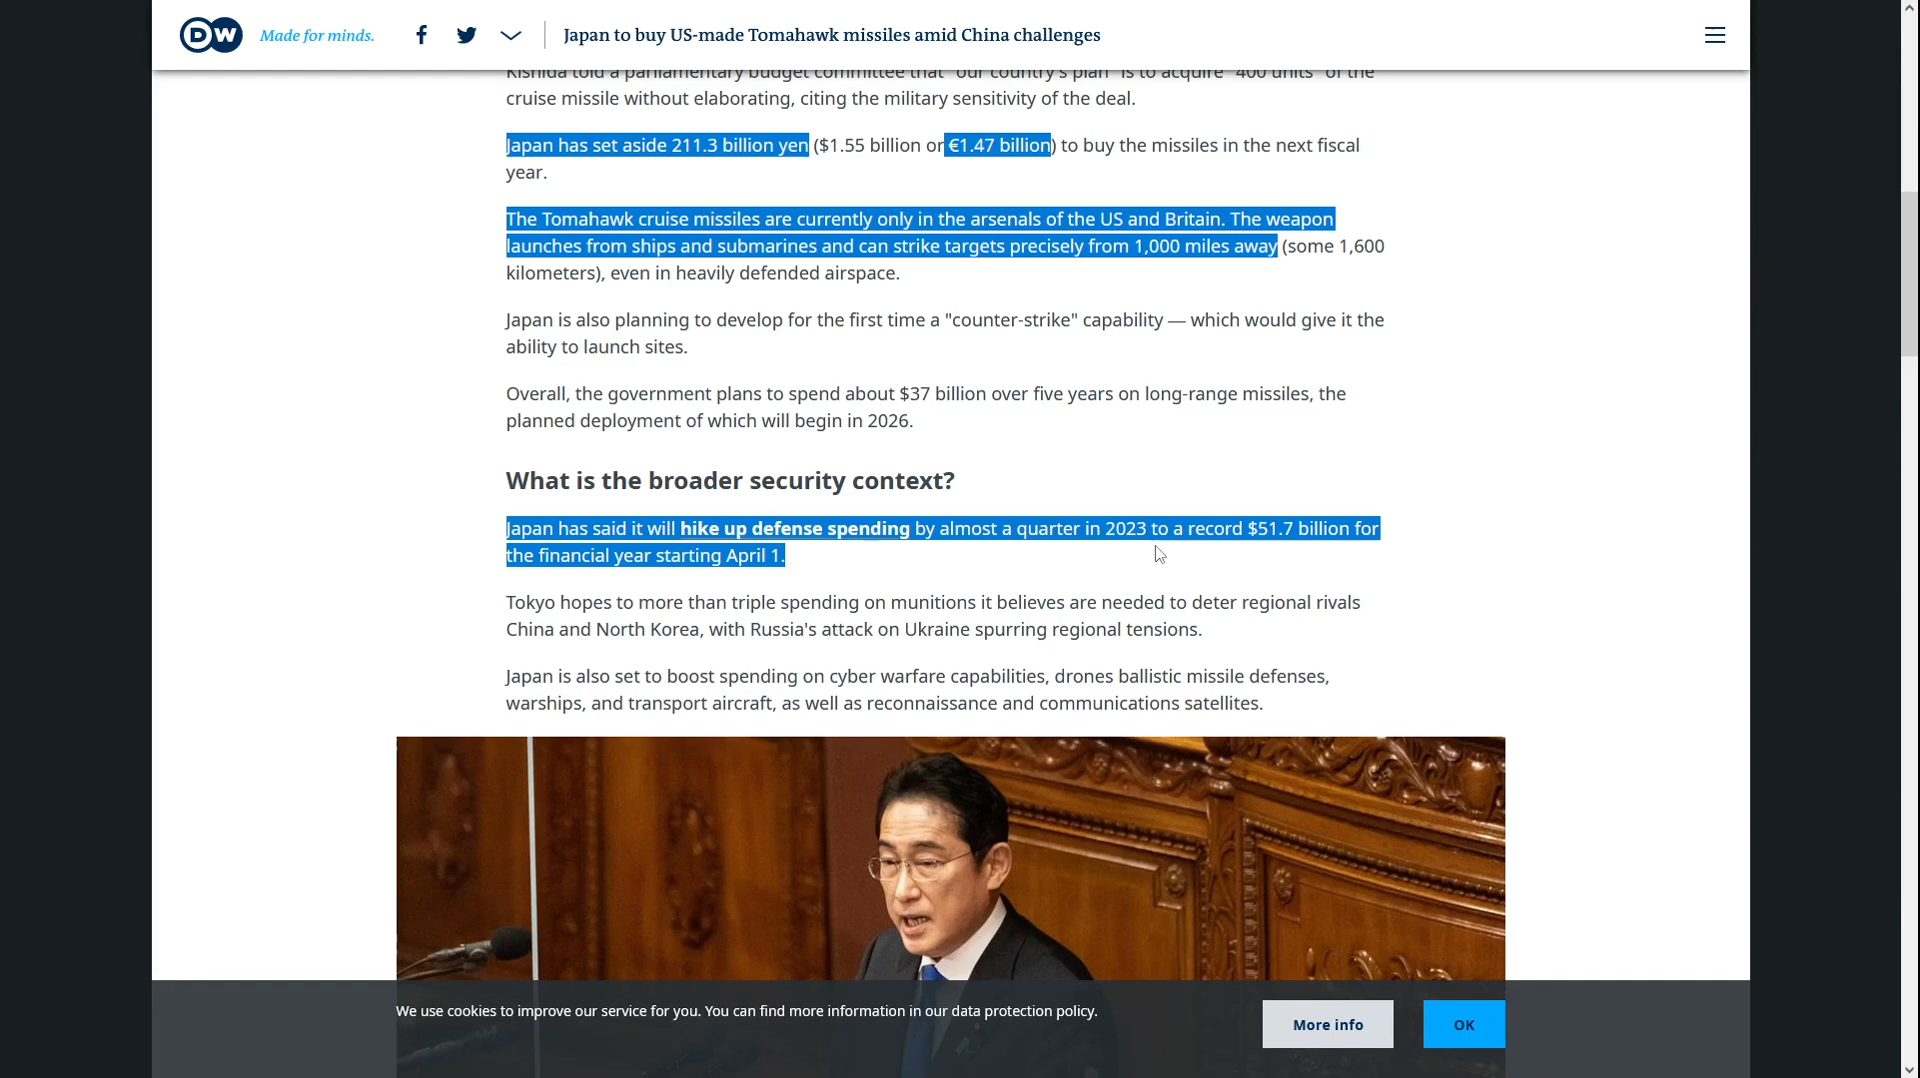 DW Made for minds. Japan to buy US-made Tomahawk missiles amid China challenges
Kishida told a parliamentary budget committee that "our country's plan" is to acquire "400 units" of the
cruise missile without elaborating, citing the military sensitivity of the deal.
Japan has set aside 211.3 billion yen ($1.55 billion or €1.47 billion) to buy the missiles in the next fiscal
year.
The Tomahawk cruise missiles are currently only in the arsenals of the US and Britain. The weapon
launches from ships and submarines and can strike targets precisely from 1,000 miles away (some 1,600
kilometers), even in heavily defended airspace.
Japan is also planning to develop for the first time a "counter-strike" capability — which would give it the
ability to launch sites.
Overall, the government plans to spend about $37 billion over five years on long-range missiles, the
planned deployment of which will begin in 2026.
What is the broader security context?
Japan has said it will hike up defense spending by almost a quarter in 2023 to a record $51.7 billion for
the financial year starting April 1.
Tokyo hopes to more than triple spending on munitions it believes are needed to deter regional rivals
China and North Korea, with Russia's attack on Ukraine spurring regional tensions.
Japan is also set to boost spending on cyber warfare capabilities, drones ballistic missile defenses,
warships, and transport aircraft, as well as reconnaissance and communications satellites.
We use cookies to improve our service for you. You can find more information in our data protection policy.
More info
OK